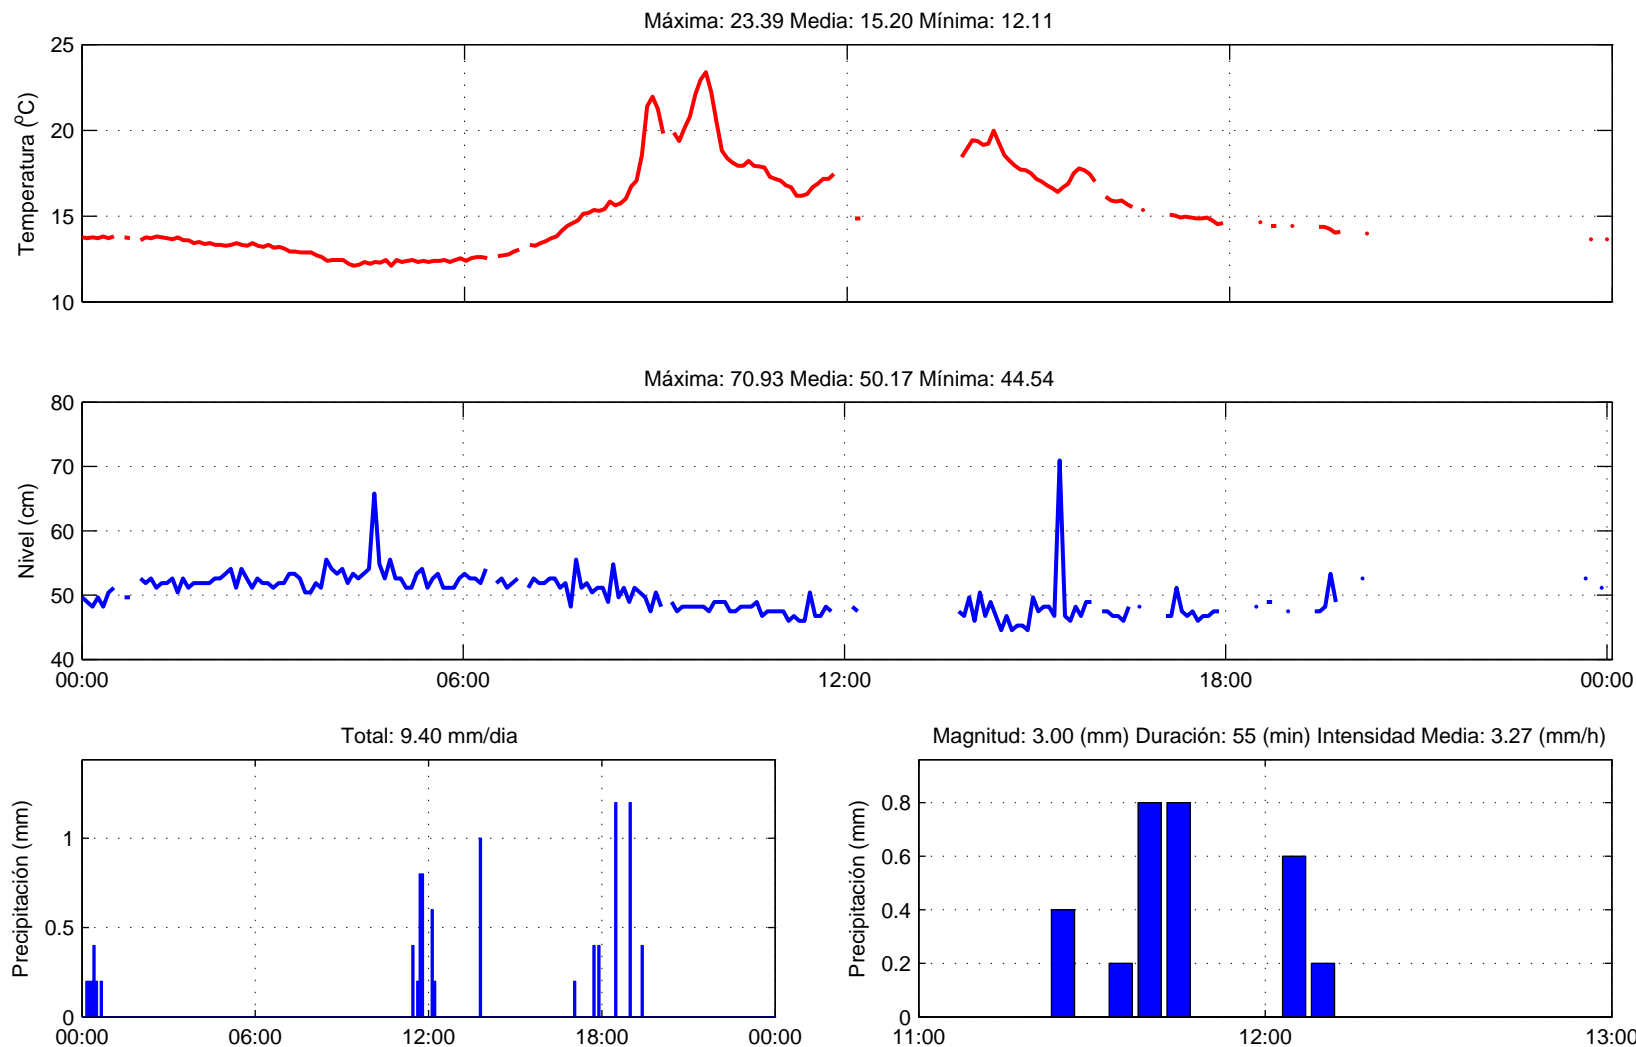 Máxima: 23.39 Media: 15.20 Mínima: 12.11
Temperatura (ºC)
25
20
15
10
Máxima: 70.93 Media: 50.17 Mínima: 44.54
Nivel (cm)
80
70
60
50
40
00:00 06:00 12:00 18:00 00:00
Total: 9.40 mm/dia
Precipitación (mm)
1
0.5
0
00:00 06:00 12:00 18:00 00:00
Magnitud: 3.00 (mm) Duración: 55 (min) Intensidad Media: 3.27 (mm/h)
Precipitación (mm)
0.8
0.6
0.4
0.2
0
11:00 12:00 13:00